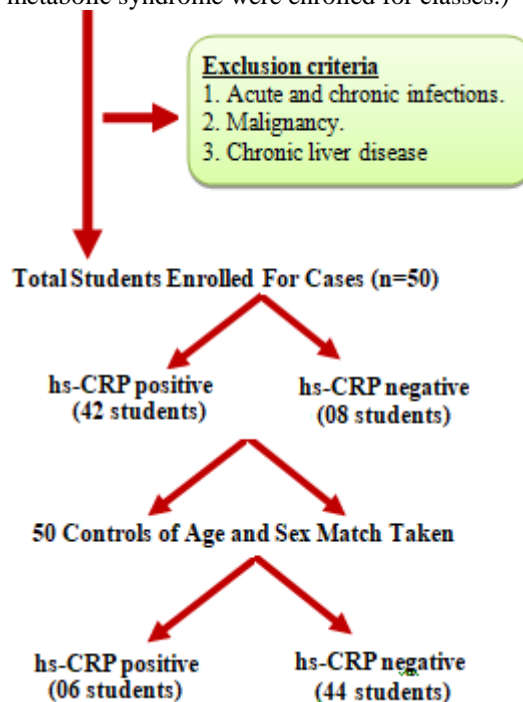 metabolic syndrome were enrolled for classes.)
Exclusion criteria
1. Acute and chronic infections.
2. Malignancy.
3. Chronic liver disease
Total Students Enrolled For Cases (n=50)
hs-CRP positive
(42 students)
hs-CRP negative
(08 students)
50 Controls of Age and Sex Match Taken
hs-CRP positive
(06 students)
hs-CRP negative
(44 students)